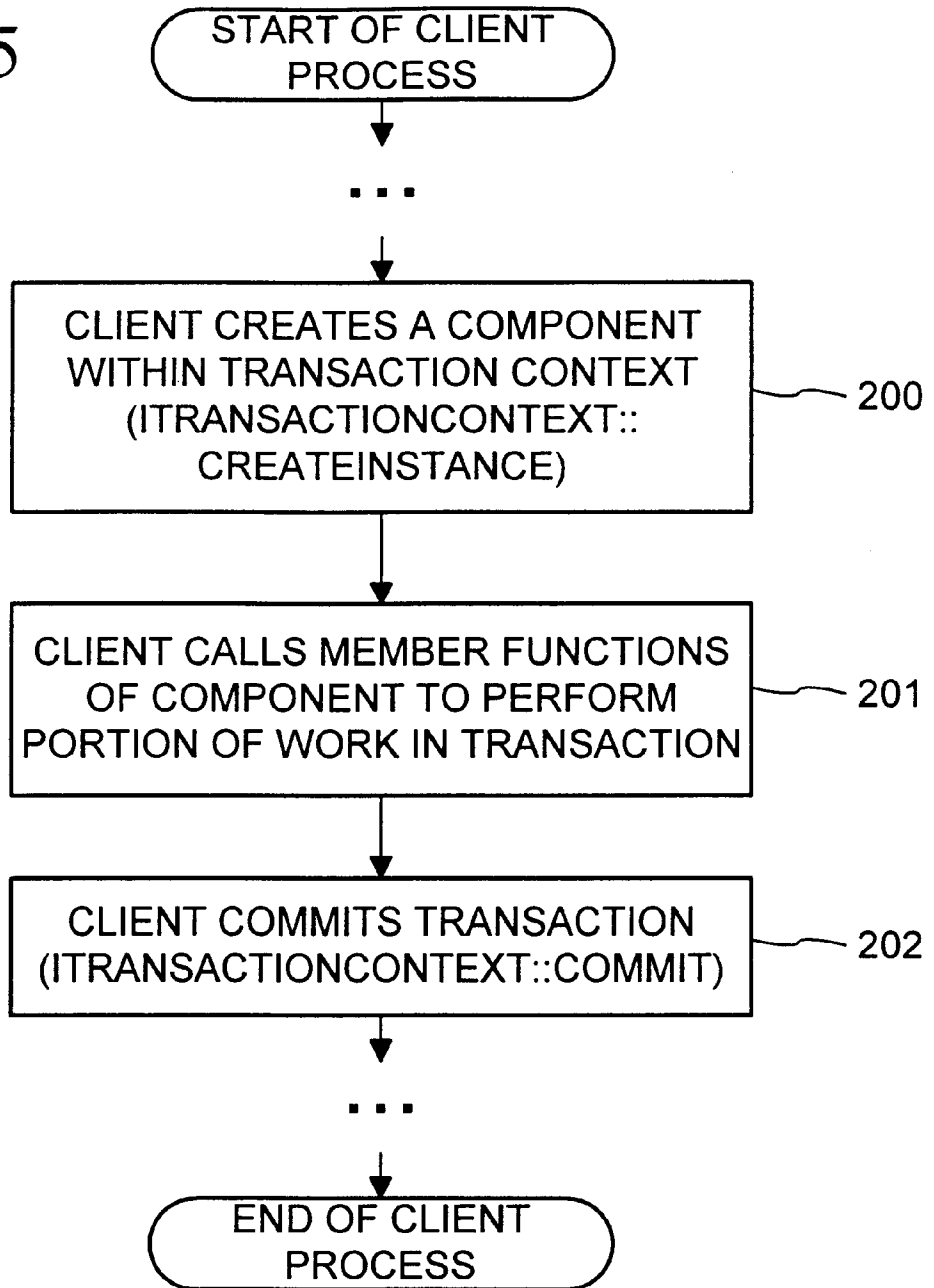 5
START OF CLIENT
PROCESS
...
CLIENT CREATES A COMPONENT
WITHIN TRANSACTION CONTEXT
(ITRANSACTIONCONTEXT::
CREATEINSTANCE)
200
CLIENT CALLS MEMBER FUNCTIONS
OF COMPONENT TO PERFORM
PORTION OF WORK IN TRANSACTION
201
CLIENT COMMITS TRANSACTION
(ITRANSACTIONCONTEXT::COMMIT)
202
...
END OF CLIENT
PROCESS